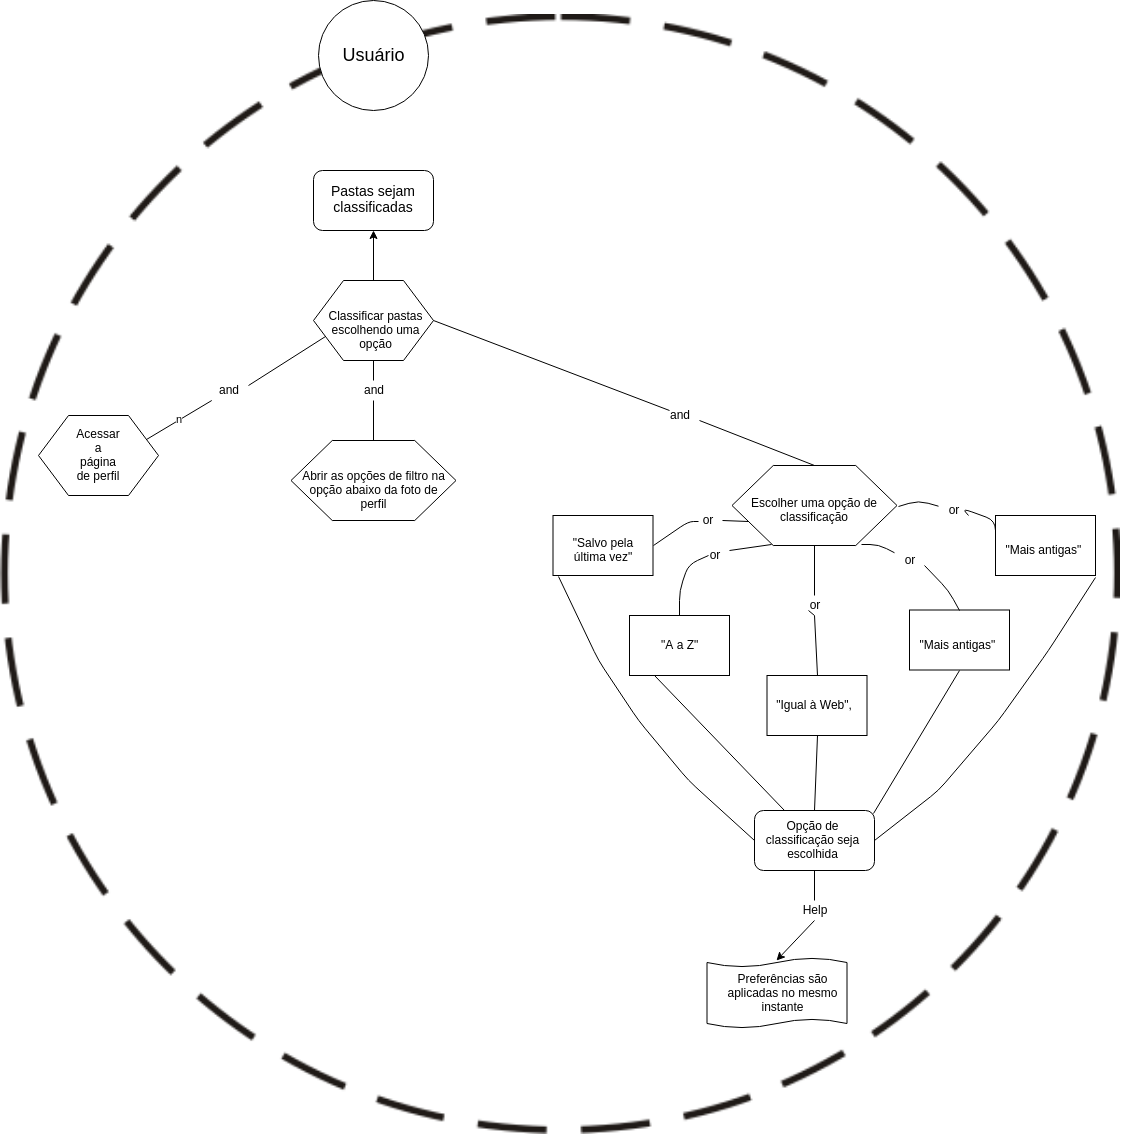 Usuário
Pastas sejam
classificadas
Classificar pastas
escolhendo uma
opção
and
and
and
n
Acessar
a
página
de perfil
Abrir as opções de filtro na
opção abaixo da foto de
perfil
Escolher uma opção de
classificação
or
or
or
or
or
"Salvo pela
última vez"
"Mais antigas"
"A a Z"
"Mais antigas"
"Igual à Web",
Opção de
classificação seja
escolhida
Help
Preferências são
aplicadas no mesmo
instante